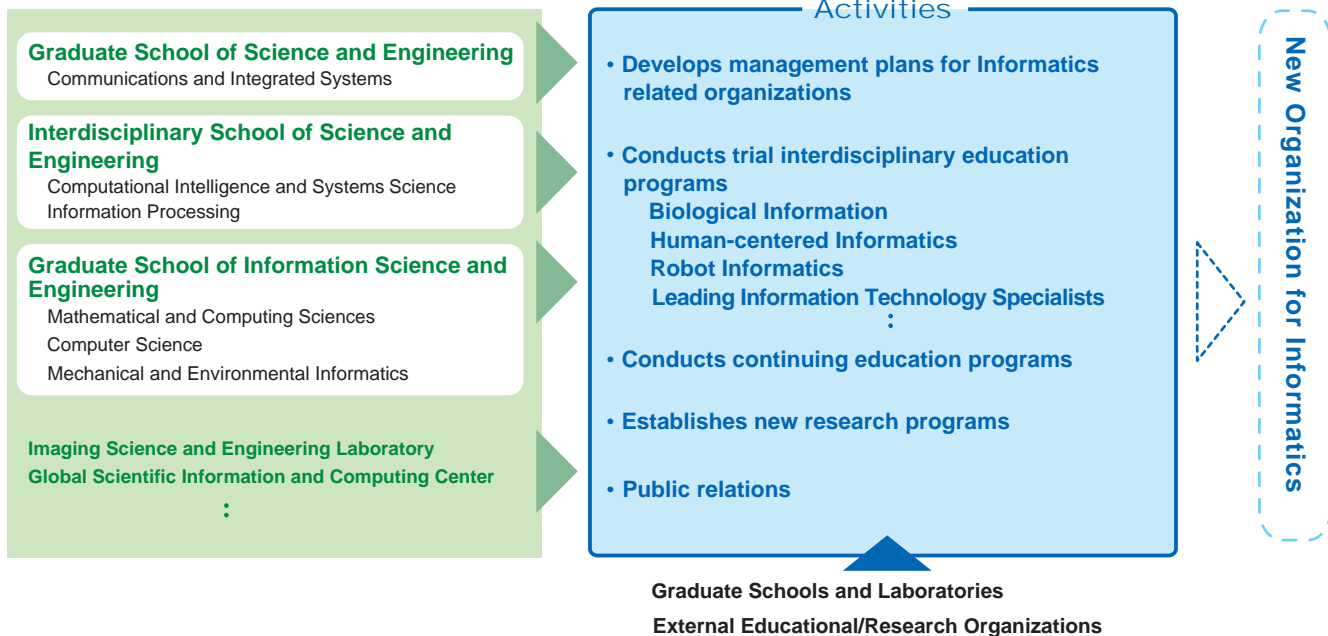 Graduate School of Science and Engineering
Communications and Integrated Systems
Interdisciplinary School of Science and
Engineering
Computational Intelligence and Systems Science
Information Processing
Graduate School of Information Science and
Engineering
Mathematical and Computing Sciences
Computer Science
Mechanical and Environmental Informatics
Imaging Science and Engineering Laboratory
Global Scientific Information and Computing Center
:
Activities
• Develops management plans for Informatics
related organizations
• Conducts trial interdisciplinary education
programs
Biological Information
Human-centered Informatics
Robot Informatics
Leading Information Technology Specialists
:
• Conducts continuing education programs
• Establishes new research programs
• Public relations
Graduate Schools and Laboratories
External Educational/Research Organizations
New Organization for Informatics